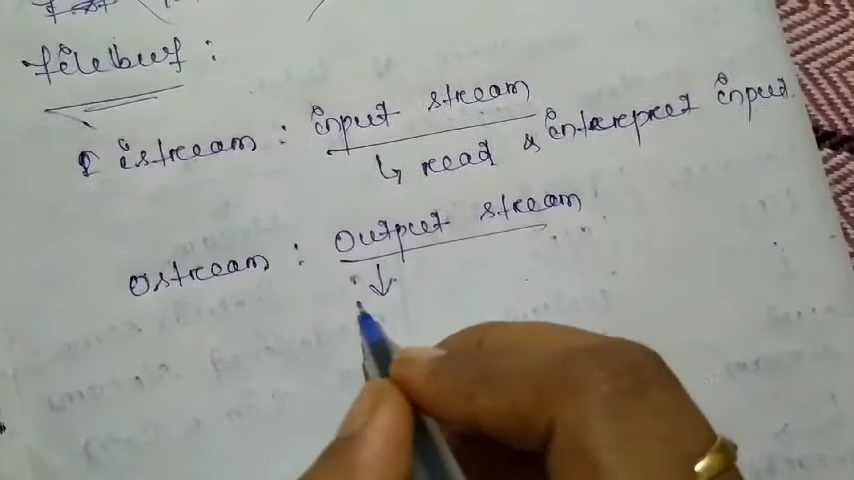 filebuf :
istream : input stream
↳ read & interpret input.
ostream : output stream
↓